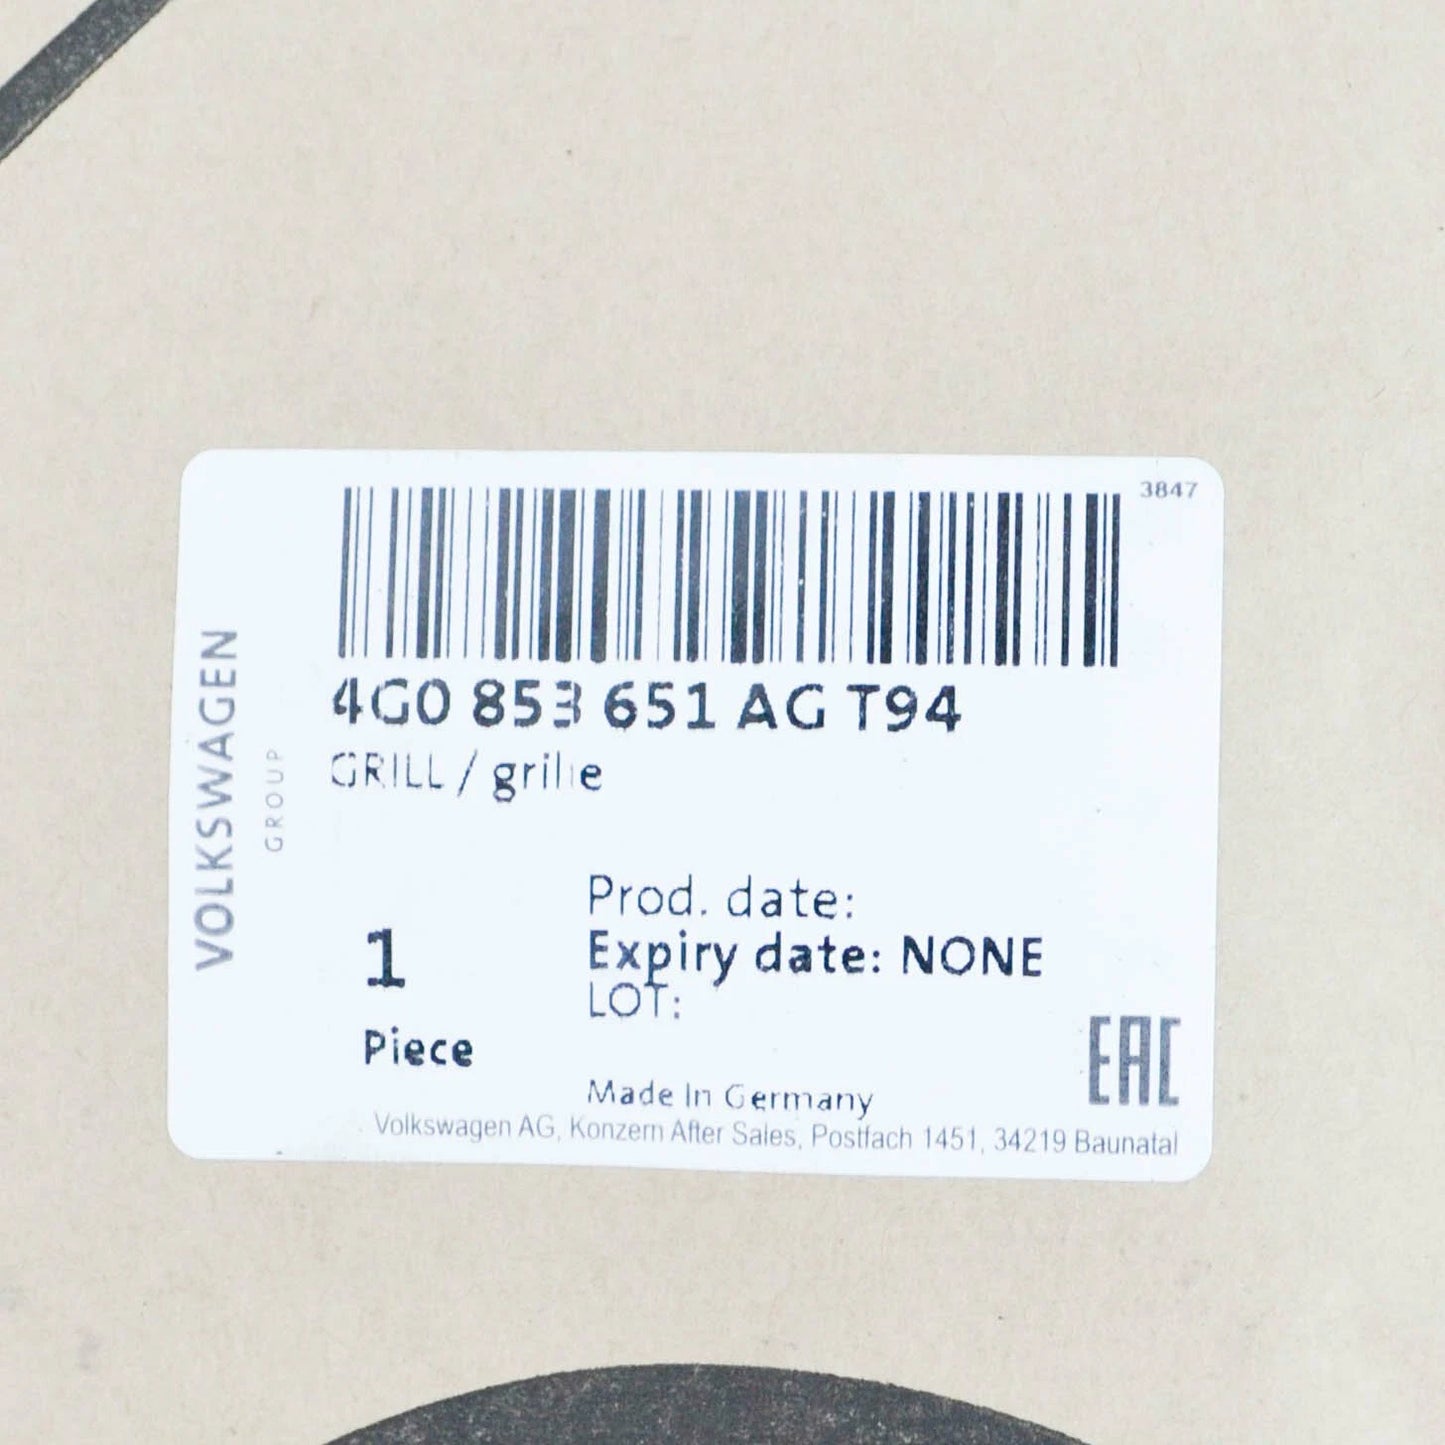 3847
4G0 853 651 AG T94
GRILL / grille
VOLKSWAGEN
GROUP
Prod. date:
1
Expiry date: NONE
LOT:
Piece
EAC
Made In Germany
Volkswagen AG, Konzern After Sales, Postfach 1451, 34219 Baunatal